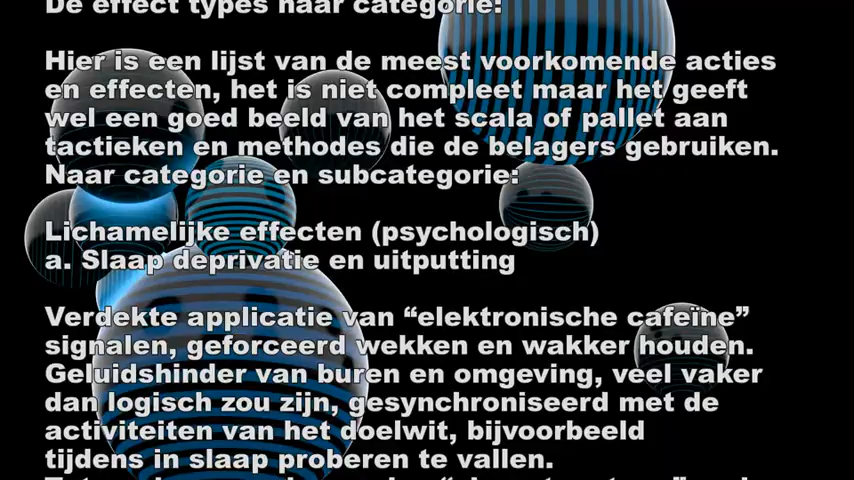 De effect types naar categorie:
Hier is een lijst van de meest voorkomende acties
en effecten, het is niet compleet maar het geeft
wel een goed beeld van het scala of pallet aan
tactieken en methodes die de belagers gebruiken.
Naar categorie en subcategorie:
Lichamelijke effecten (psychologisch)
a. Slaap deprivatie en uitputting
Verdekte applicatie van “elektronische cafeïne”
signalen, geforceerd wekken en wakker houden.
Geluidshinder van buren en omgeving, veel vaker
dan logisch zou zijn, gesynchroniseerd met de
activiteiten van het doelwit, bijvoorbeeld
tijdens in slaap proberen te vallen.